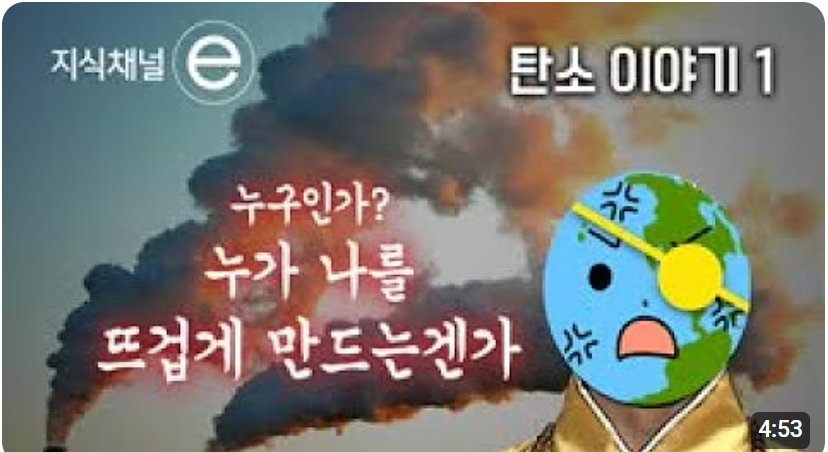 지식채널 e
탄소 이야기 1
누구인가?
누가 나를
뜨겁게 만드는겐가
4:53